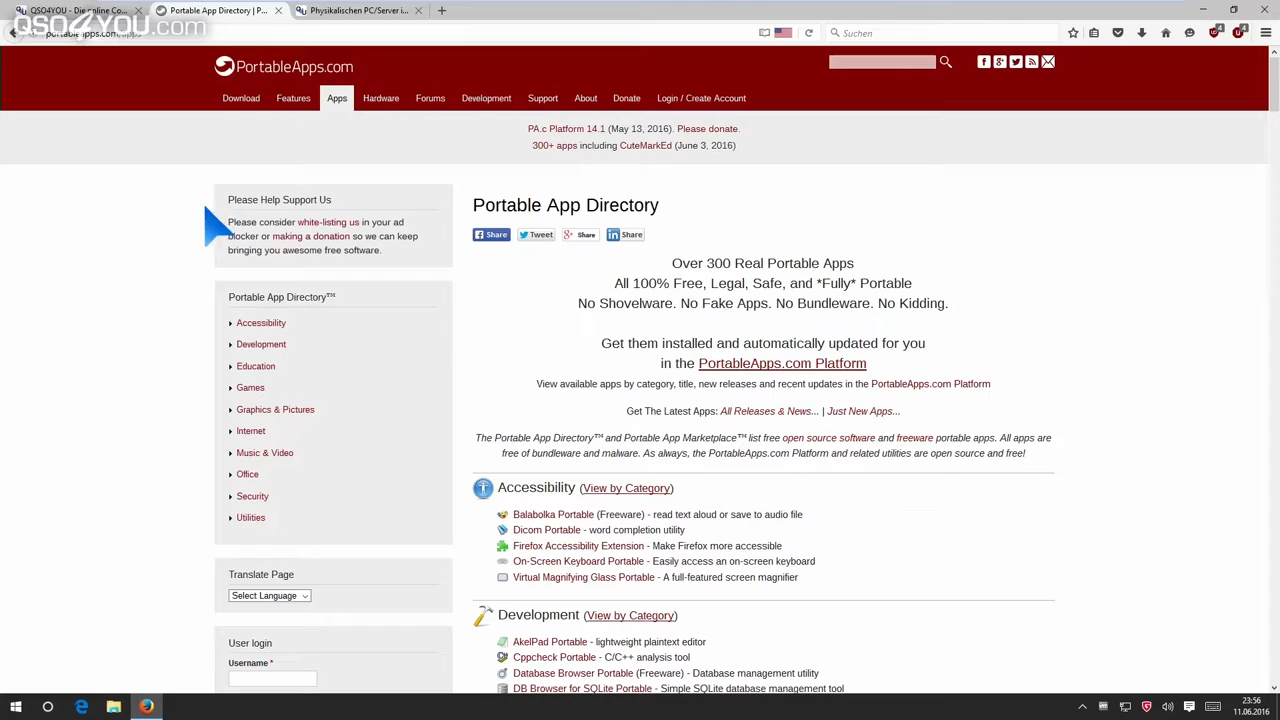 QSO4YOU - Die online Co...
Portable App Directory | P...
QSO4YOU.com
Suchen
4
4
PortableApps.com
Download
Features
Apps
Hardware
Forums
Development
Support
About
Donate
Login / Create Account
PA.c Platform 14.1 (May 13, 2016). Please donate.
300+ apps including CuteMarkEd (June 3, 2016)
Please Help Support Us
Please consider white-listing us in your ad
blocker or making a donation so we can keep
bringing you awesome free software.
Portable App Directory™
Accessibility
Development
Education
Games
Graphics & Pictures
Internet
Music & Video
Office
Security
Utilities
Translate Page
Select Language
User login
Username *
Portable App Directory
Share
Tweet
Share
Share
Over 300 Real Portable Apps
All 100% Free, Legal, Safe, and *Fully* Portable
No Shovelware. No Fake Apps. No Bundleware. No Kidding.
Get them installed and automatically updated for you
in the PortableApps.com Platform
View available apps by category, title, new releases and recent updates in the PortableApps.com Platform
Get The Latest Apps: All Releases & News... | Just New Apps...
The Portable App Directory™ and Portable App Marketplace™ list free open source software and freeware portable apps. All apps are
free of bundleware and malware. As always, the PortableApps.com Platform and related utilities are open source and free!
Accessibility (View by Category)
Balabolka Portable (Freeware) - read text aloud or save to audio file
Dicom Portable - word completion utility
Firefox Accessibility Extension - Make Firefox more accessible
On-Screen Keyboard Portable - Easily access an on-screen keyboard
Virtual Magnifying Glass Portable - A full-featured screen magnifier
Development (View by Category)
AkelPad Portable - lightweight plaintext editor
Cppcheck Portable - C/C++ analysis tool
Database Browser Portable (Freeware) - Database management utility
DB Browser for SQLite Portable - Simple SQLite database management tool
23:56
11.06.2016